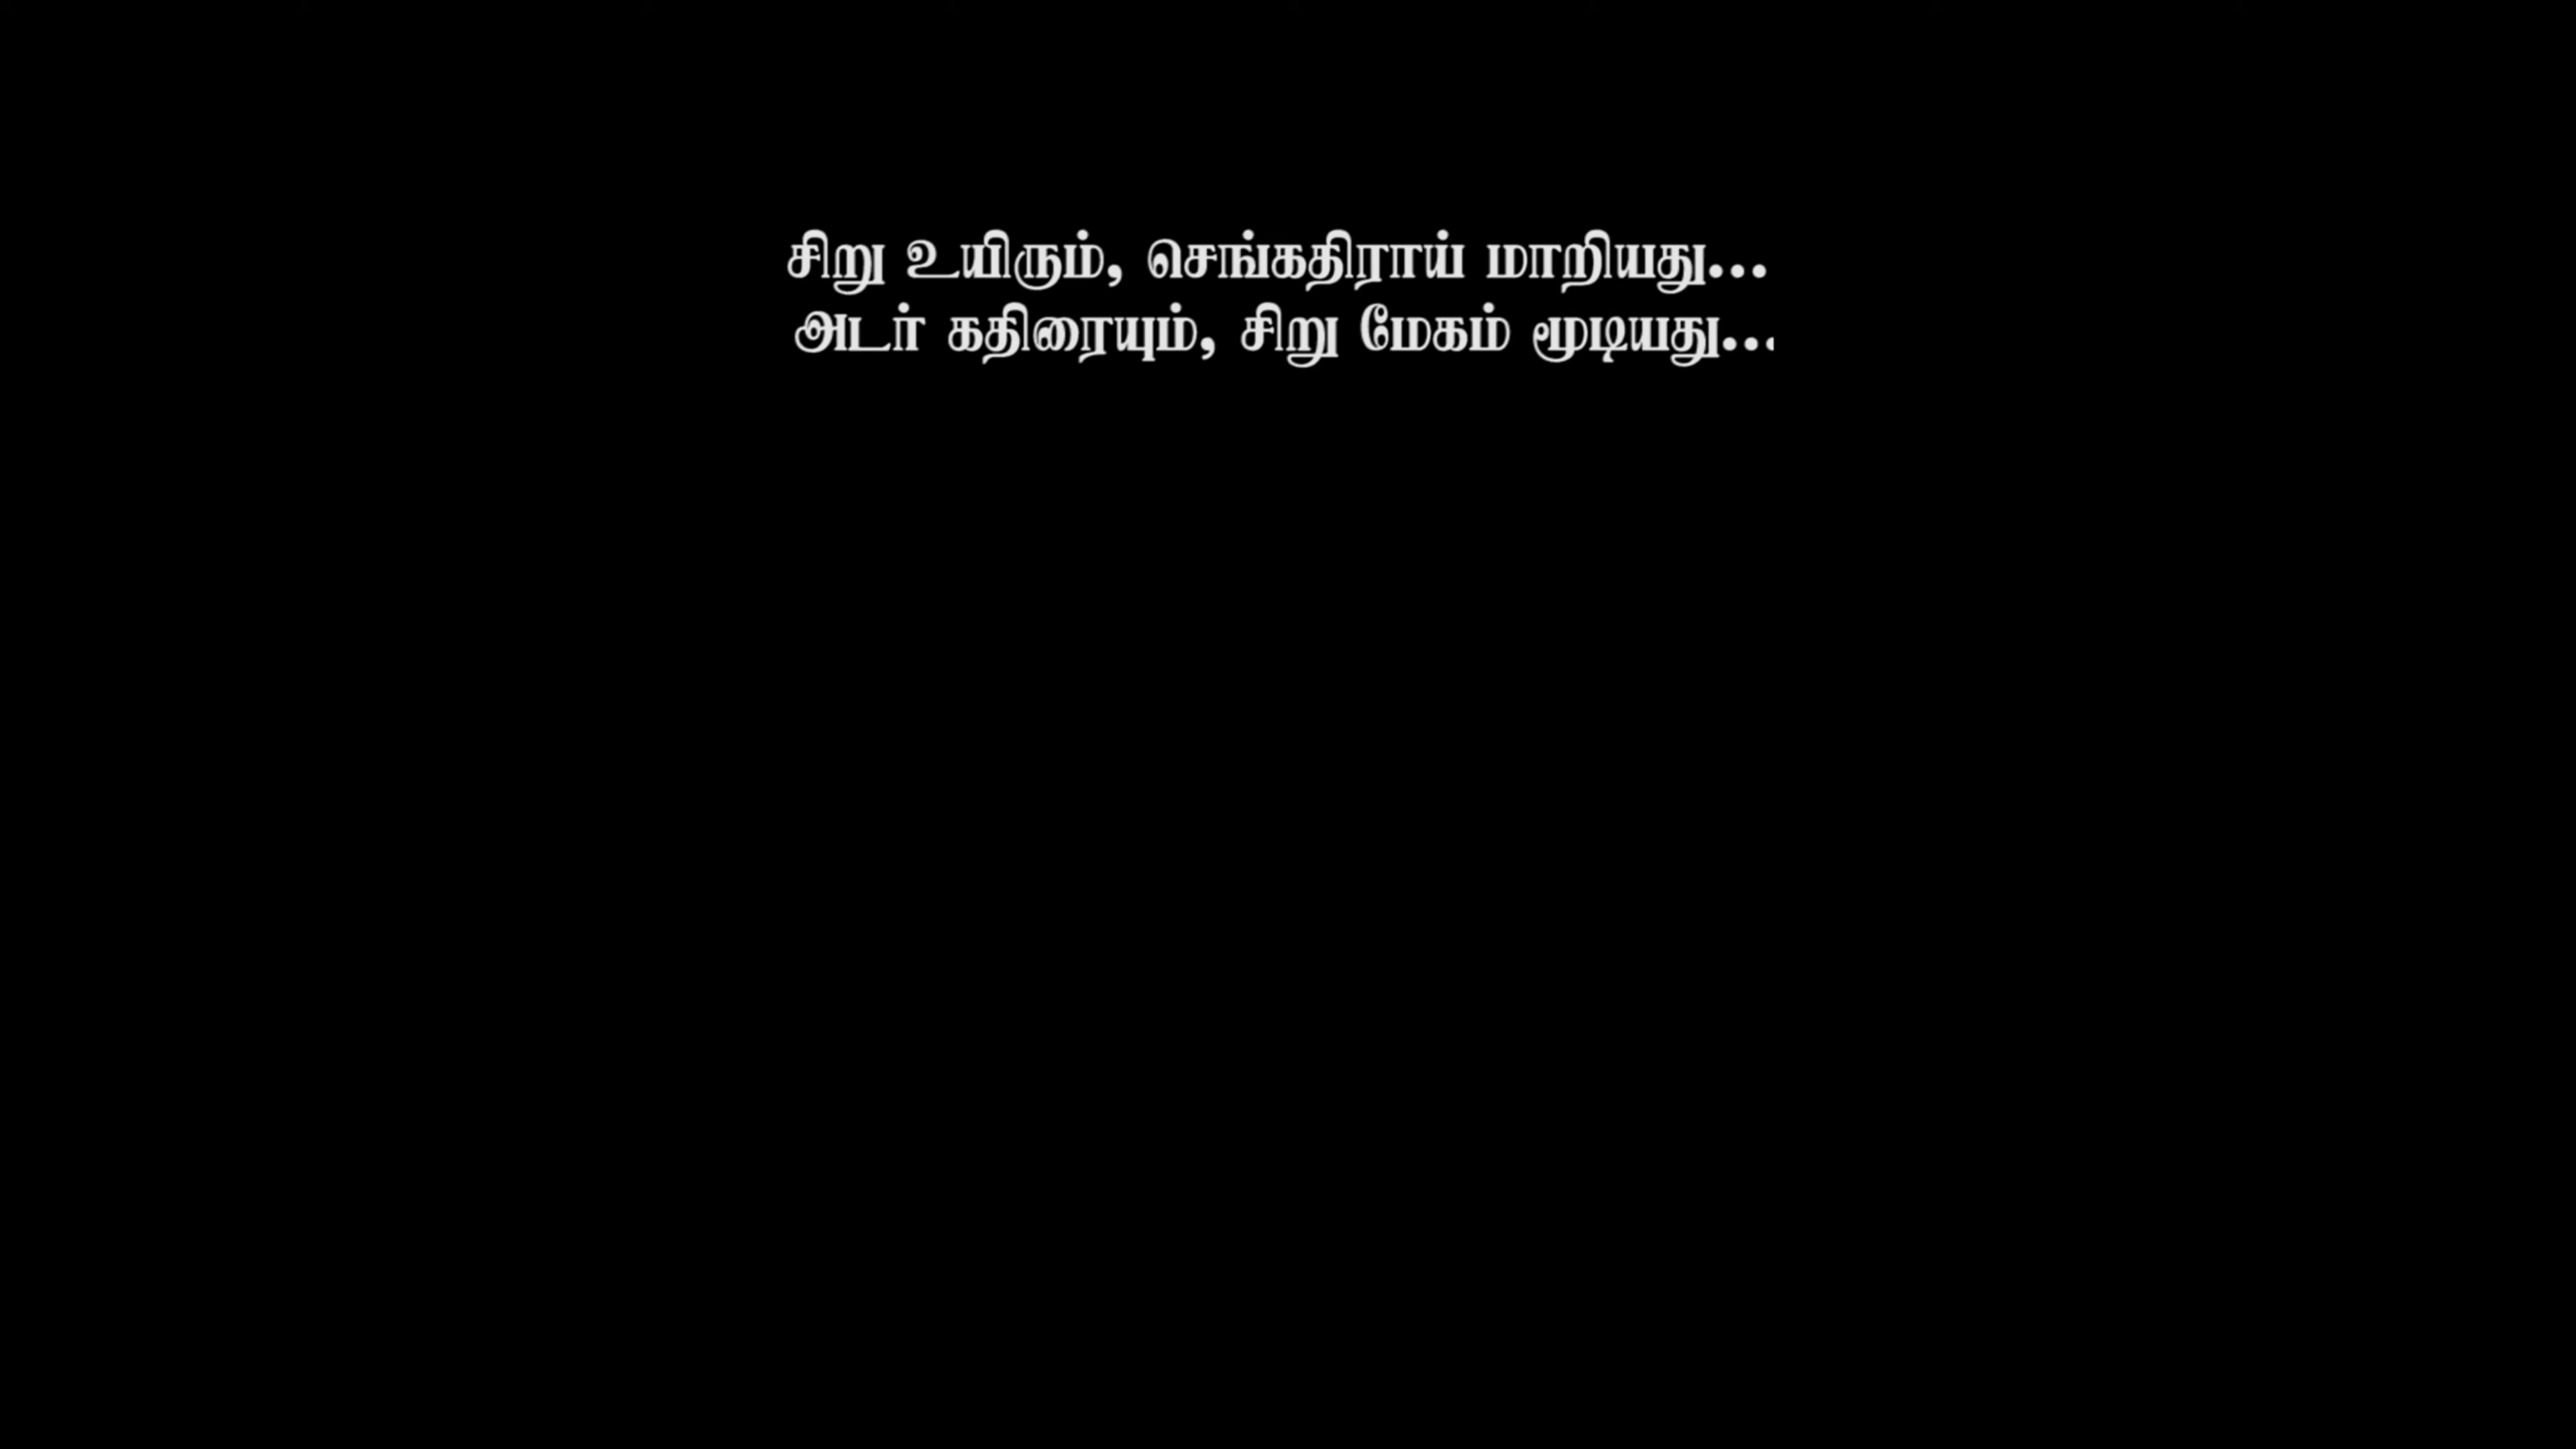 சிறு உயிரும், செங்கதிராய் மாறியது...
அடர் கதிரையும், சிறு மேகம் மூடியது...